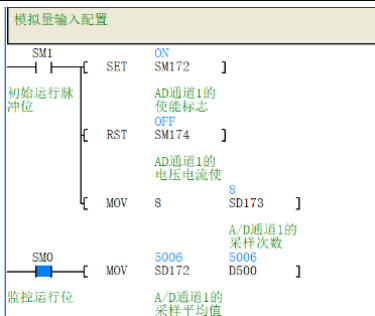 模拟量输入配置
SM1 ON
SET SM172
初始运行脉
冲位
AD通道1的
使能标志
OFF
RST SM174
AD通道1的
电压电流使
8
MOV 8 SD173
A/D通道1的
采样次数
SM0 5006 5006
MOV SD172 D500
监控运行位
A/D通道1的
采样平均值